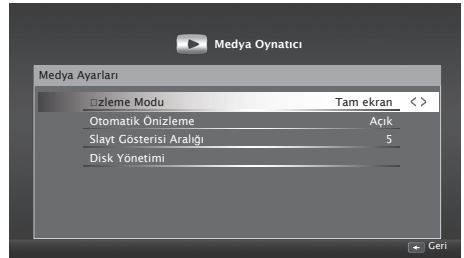 Medya Oynatıcı
Medya Ayarları
□zleme Modu Tam ekran < >
Otomatik Önizleme Açık
Slayt Gösterisi Aralığı 5
Disk Yönetimi
Geri